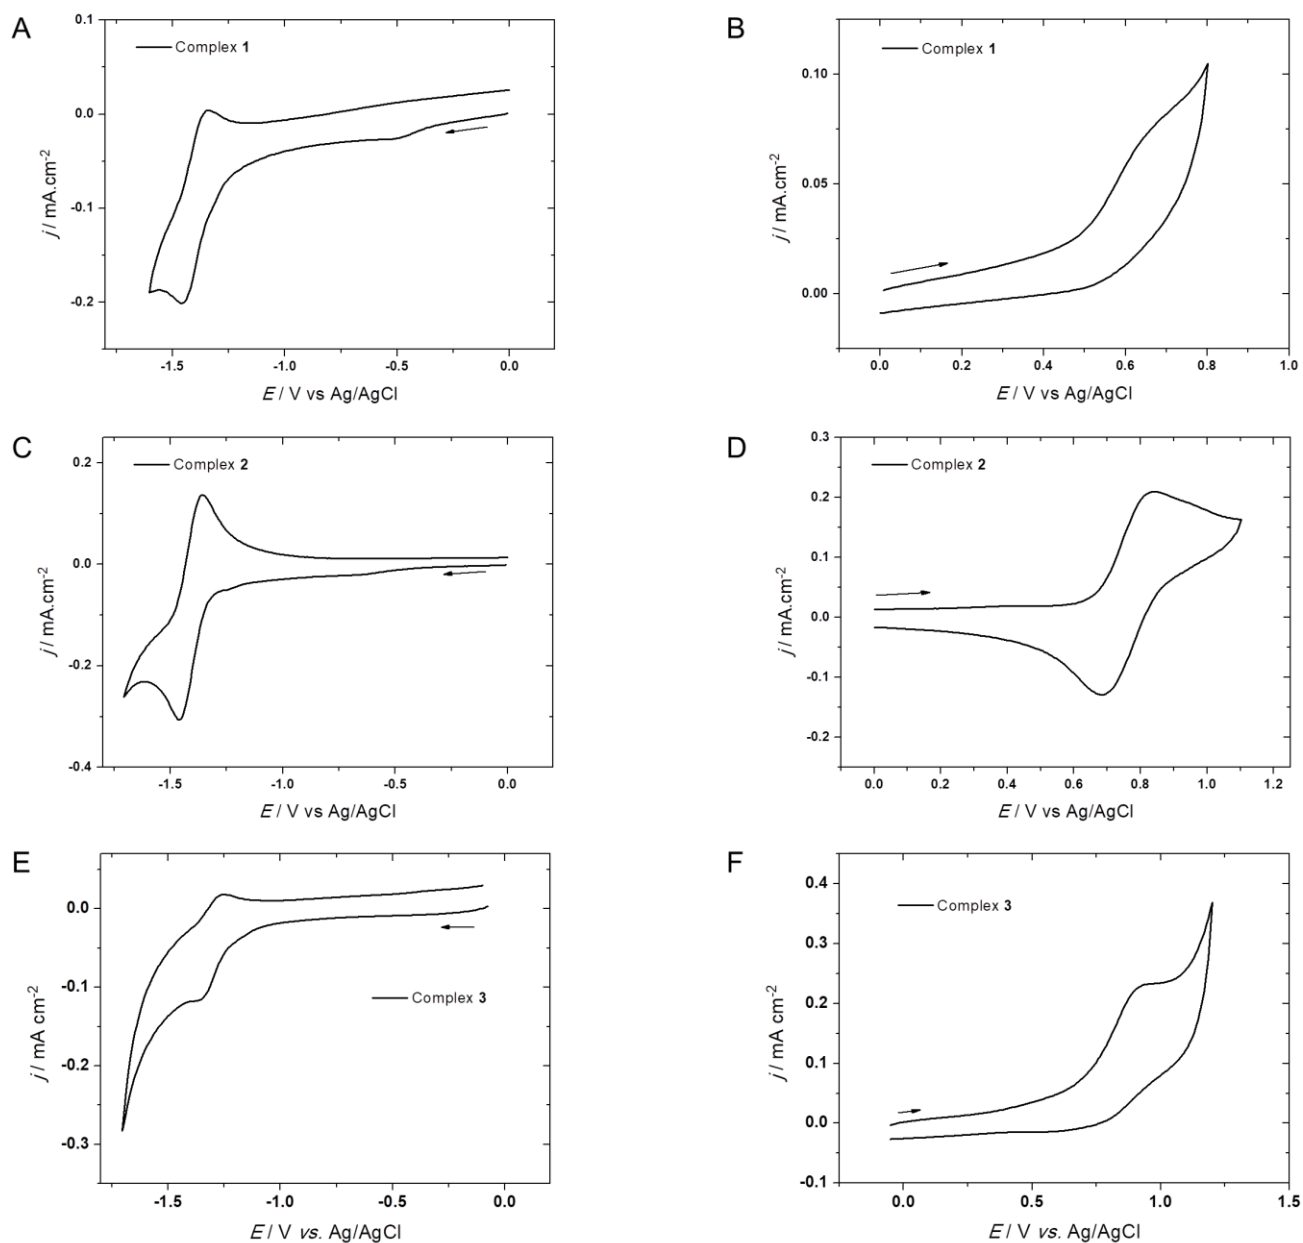 A
Complex 1
0.1
0.0
-0.1
-0.2
j / mA.cm-2
-1.5
-1.0
-0.5
0.0
E / V vs Ag/AgCl
B
Complex 1
0.10
0.05
0.00
j / mA.cm-2
0.0
0.2
0.4
0.6
0.8
1.0
E / V vs Ag/AgCl
C
Complex 2
0.2
0.0
-0.2
-0.4
j / mA.cm-2
-1.5
-1.0
-0.5
0.0
E / V vs Ag/AgCl
D
Complex 2
0.3
0.2
0.1
0.0
-0.1
-0.2
j / mA.cm-2
0.0
0.2
0.4
0.6
0.8
1.0
1.2
E / V vs Ag/AgCl
E
Complex 3
0.0
-0.1
-0.2
-0.3
j / mA cm-2
-1.5
-1.0
-0.5
0.0
E / V vs. Ag/AgCl
F
Complex 3
0.4
0.3
0.2
0.1
0.0
-0.1
j / mA cm-2
0.0
0.5
1.0
1.5
E / V vs. Ag/AgCl